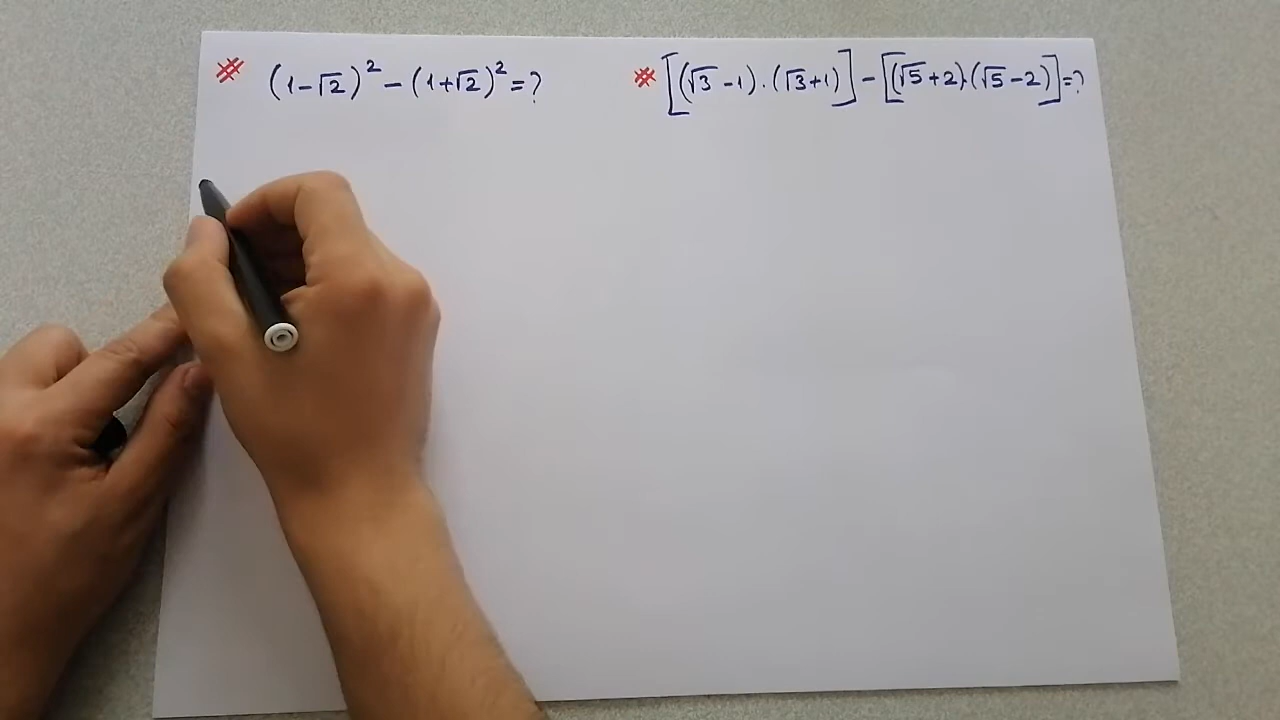 (1-√2)² - (1+√2)² = ?
[(√3 -1).(√3+1)] - [(√5+2).(√5-2)] = ?